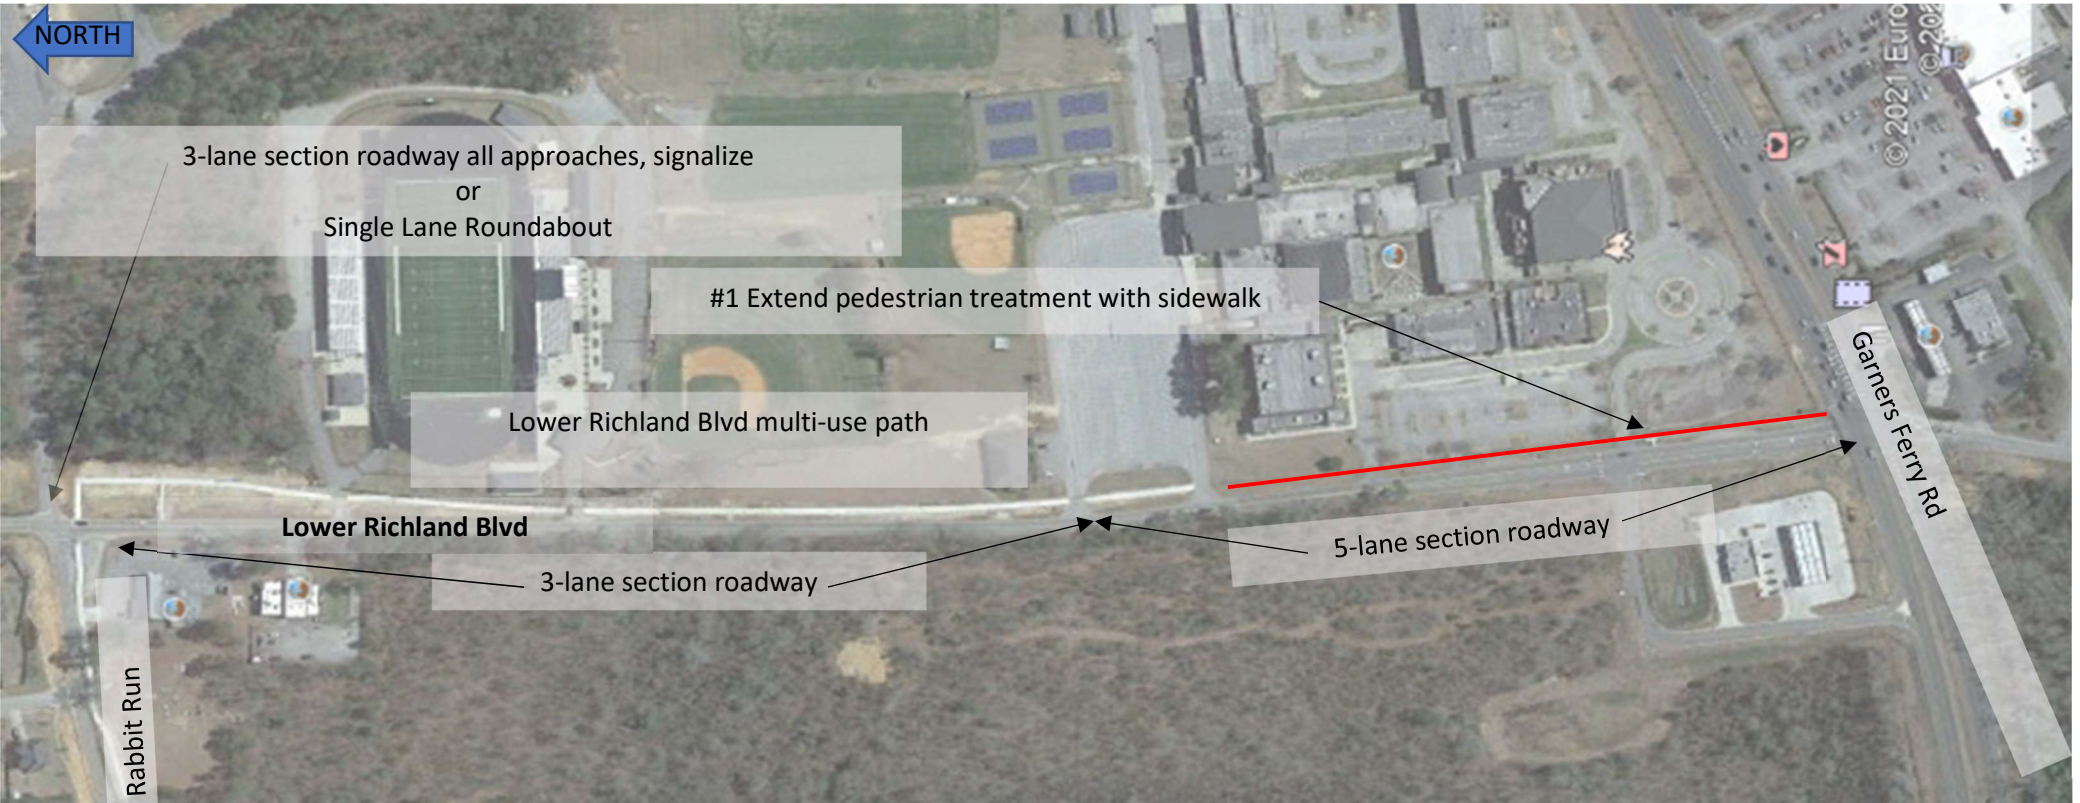 NORTH
3-lane section roadway all approaches, signalize
or
Single Lane Roundabout
#1 Extend pedestrian treatment with sidewalk
Lower Richland Blvd multi-use path
Lower Richland Blvd
3-lane section roadway
5-lane section roadway
Garners Ferry Rd
Rabbit Run
© 2021 Euro
© 202